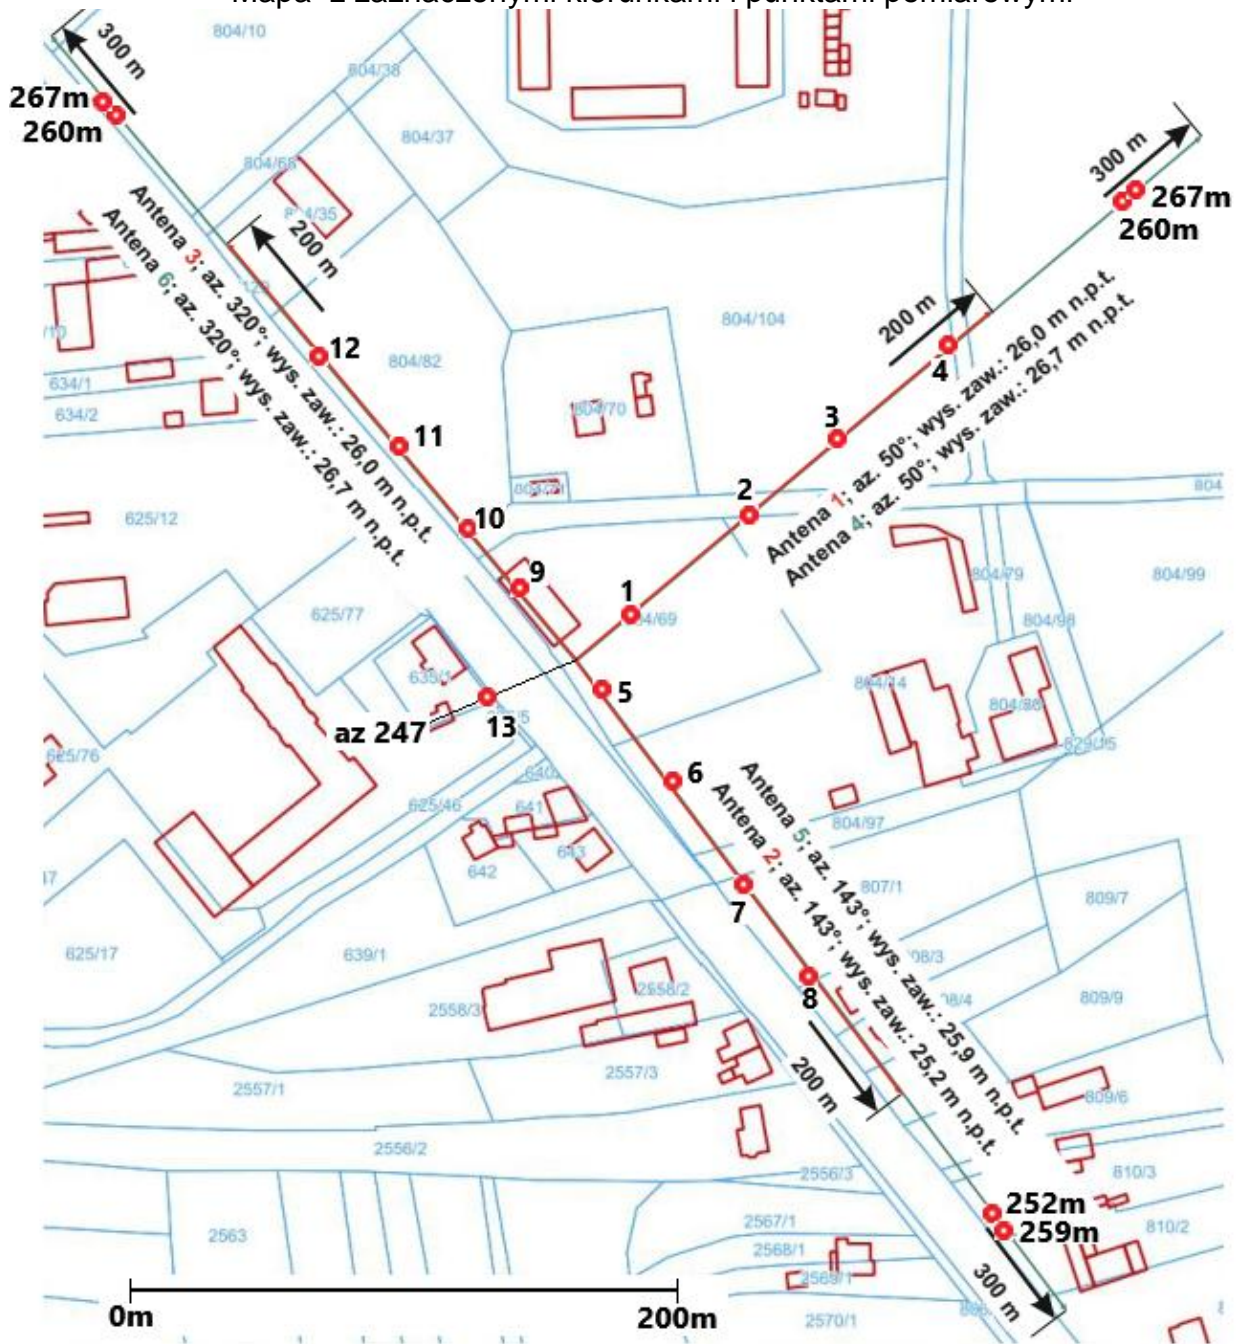 Mapa z zaznaczonymi kierunkami i punktami pomiarowymi
804/10
300 m
804/38
267m
260m
804/37
804/68
804/35
200 m
300 m
267m
260m
Antena 3; az. 320°; wys. zaw.: 26,0 m n.p.t.
Antena 6; az. 320°; wys. zaw.: 26,7 m n.p.t.
804/104
200 m
12
804/82
4
634/1
634/2
804/70
3
11
Antena 1; az. 50°; wys. zaw.: 26,0 m n.p.t.
Antena 4; az. 50°; wys. zaw.: 26,7 m n.p.t.
2
804
625/12
10
9
804/79
804/99
1
625/77
804/98
635/1
804/14
5
az 247
13
625/76
6
629/15
640
625/46
641
804/97
643
642
Antena 5; az. 143°; wys. zaw.: 25,9 m n.p.t.
Antena 2; az. 143°; wys. zaw.: 25,2 m n.p.t.
807/1
809/7
7
625/17
639/1
8
809/9
2558/3
2558/2
200 m
2557/1
2557/3
809/6
2556/2
2556/3
810/3
252m
259m
810/2
2563
2567/1
2568/1
2569/1
300 m
0m
200m
2570/1